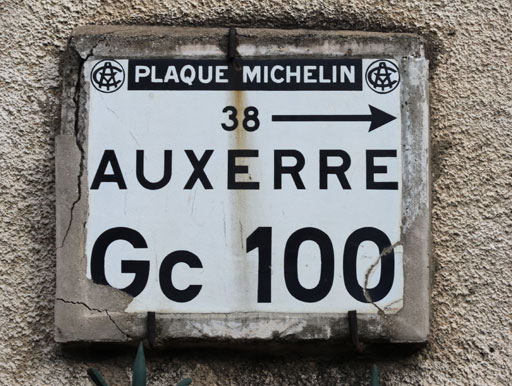 PLAQUE MICHELIN
38
AUXERRE
Gc 100